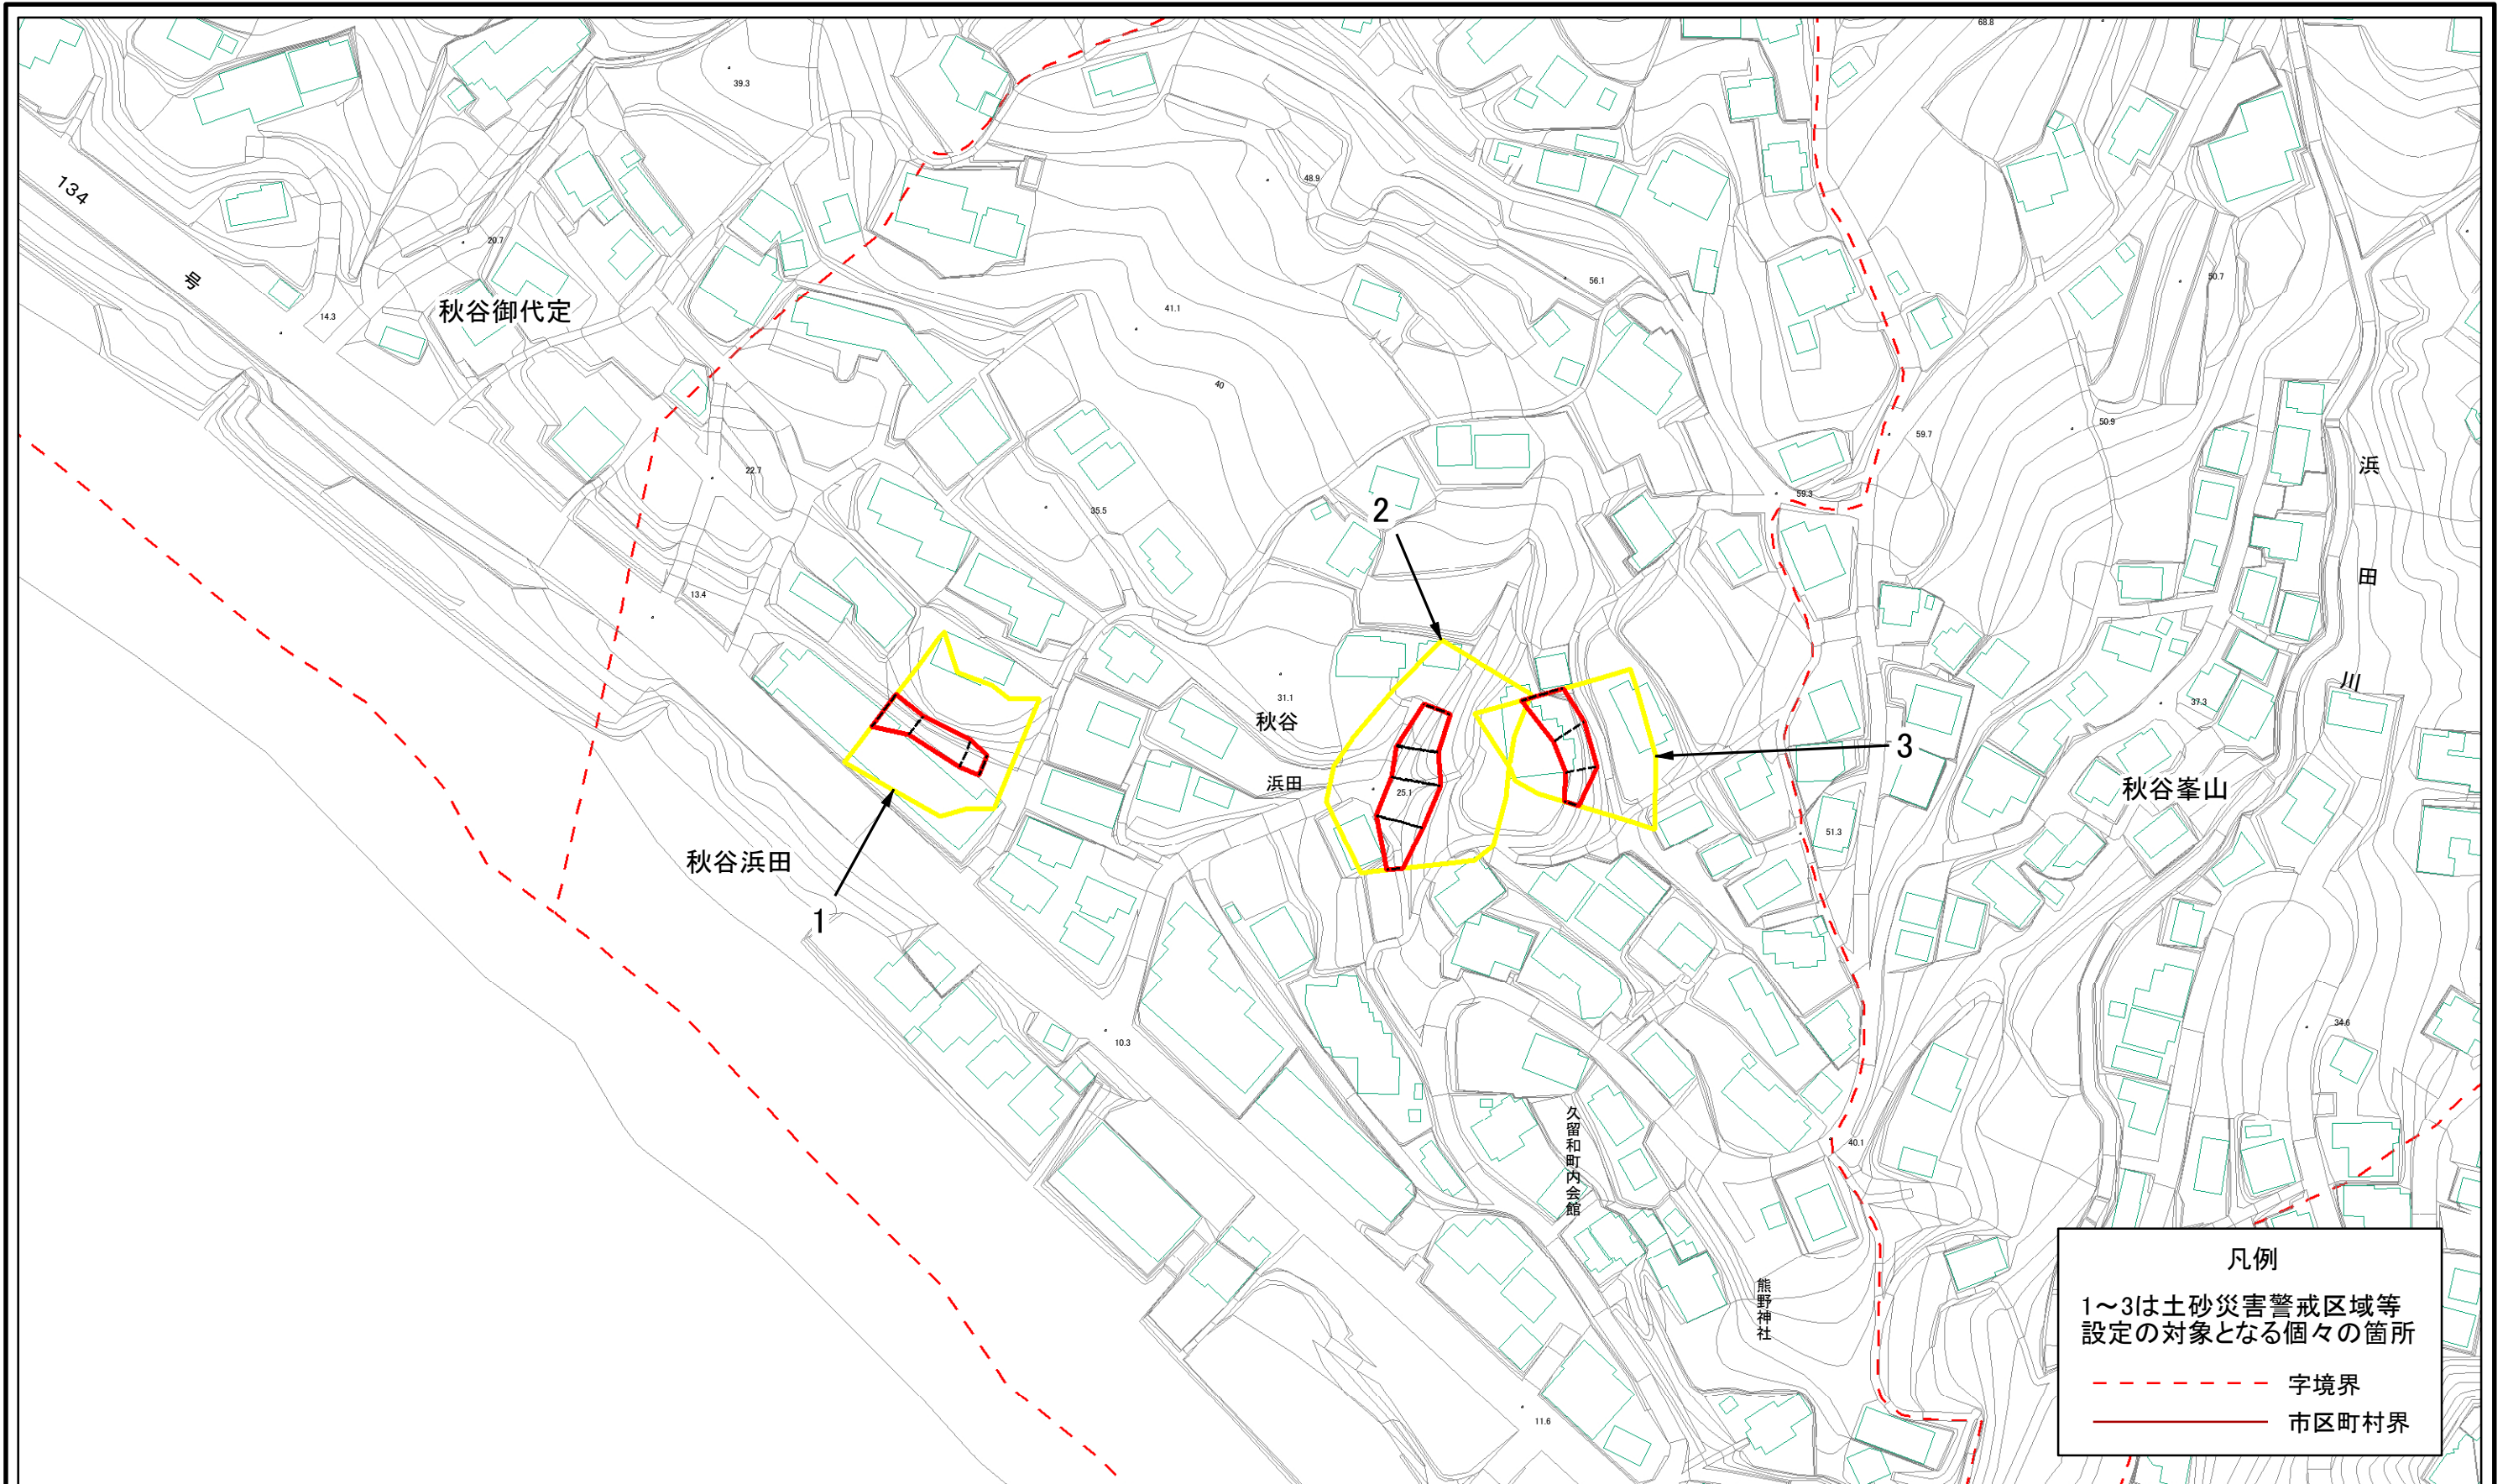 68.8
39.3
134
号
48.9
20.7
50.7
56.1
14.3
秋谷御代定
41.1
40
50.9
59.7
浜
22.7
59.3
35.5
2
田
13.4
川
31.1
37.3
秋谷
3
浜田
25.1
秋谷峯山
51.3
秋谷浜田
1
34.6
10.3
久留和町内会館
40.1
熊野神社
11.6
凡例
1～3は土砂災害警戒区域等
設定の対象となる個々の箇所
字境界
市区町村界